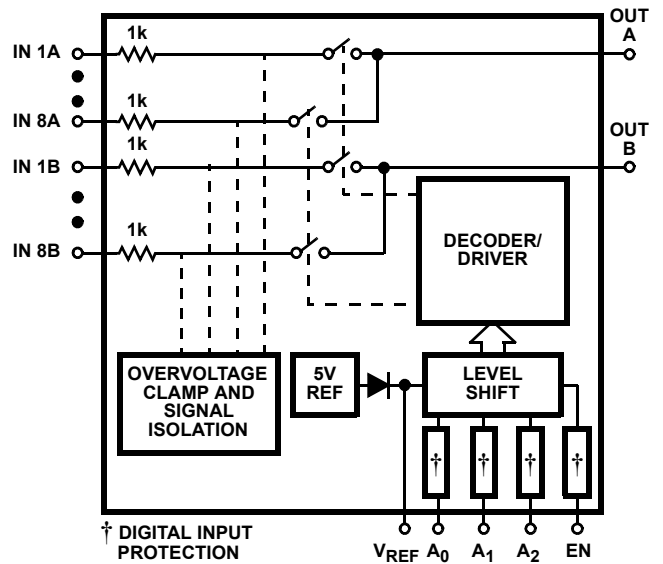 OUT
A
IN 1A
1k
IN 8A
1k
OUT
B
IN 1B
1k
IN 8B
1k
DECODER/
DRIVER
OVERVOLTAGE
CLAMP AND
SIGNAL
ISOLATION
5V
REF
LEVEL
SHIFT
† † † †
† DIGITAL INPUT
PROTECTION
VREF A0 A1 A2 EN